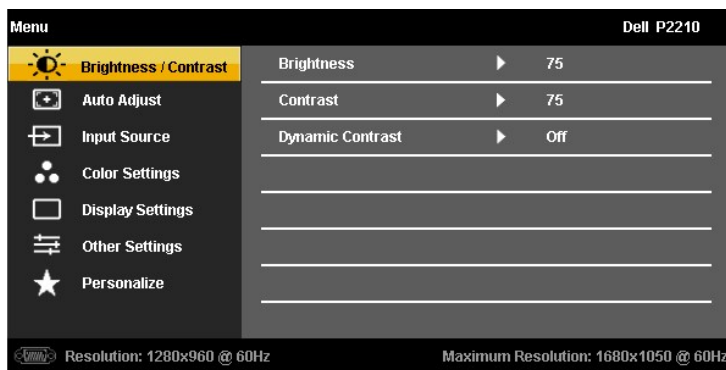 Menu Dell P2210
Brightness / Contrast Brightness 75
Auto Adjust Contrast 75
Input Source Dynamic Contrast Off
Color Settings
Display Settings
Other Settings
Personalize
Resolution: 1280x960 @ 60Hz Maximum Resolution: 1680x1050 @ 60Hz